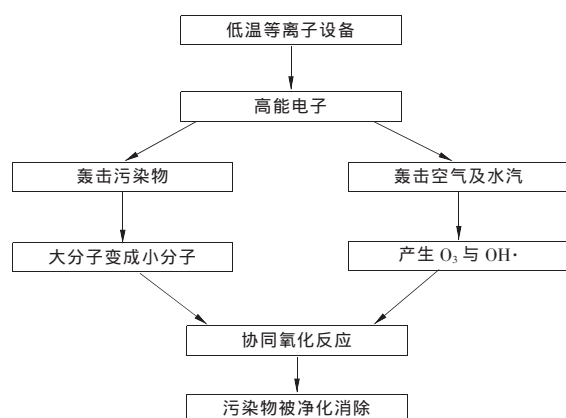 低温等离子设备
高能电子
轰击污染物
轰击空气及水汽
大分子变成小分子
产生 O₃ 与 OH·
协同氧化反应
污染物被净化消除